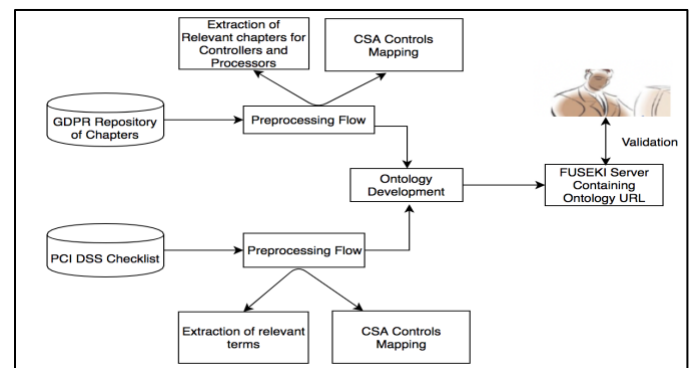 Extraction of
Relevant chapters for
Controllers and
Processors
CSA Controls
Mapping
GDPR Repository
of Chapters
Preprocessing Flow
Validation
Ontology
Development
FUSEKI Server
Containing
Ontology URL
PCI DSS Checklist
Preprocessing Flow
Extraction of relevant
terms
CSA Controls
Mapping